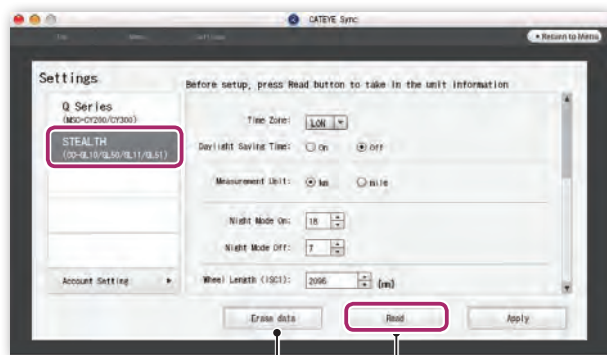 CATEYE Sync
Return to Menu
Settings
Before setup, press Read button to take in the unit information
Q Series
(MSC-CY200/CY300)
STEALTH
(CO-GL10/GL50/GL11/GL51)
Account Setting
Time Zone: LON
Daylight Saving Time: On Off
Measurement Unit: km mile
Night Mode On: 18
Night Mode Off: 7
Wheel Length (ISC1): 2096 (mm)
Erase data Read Apply